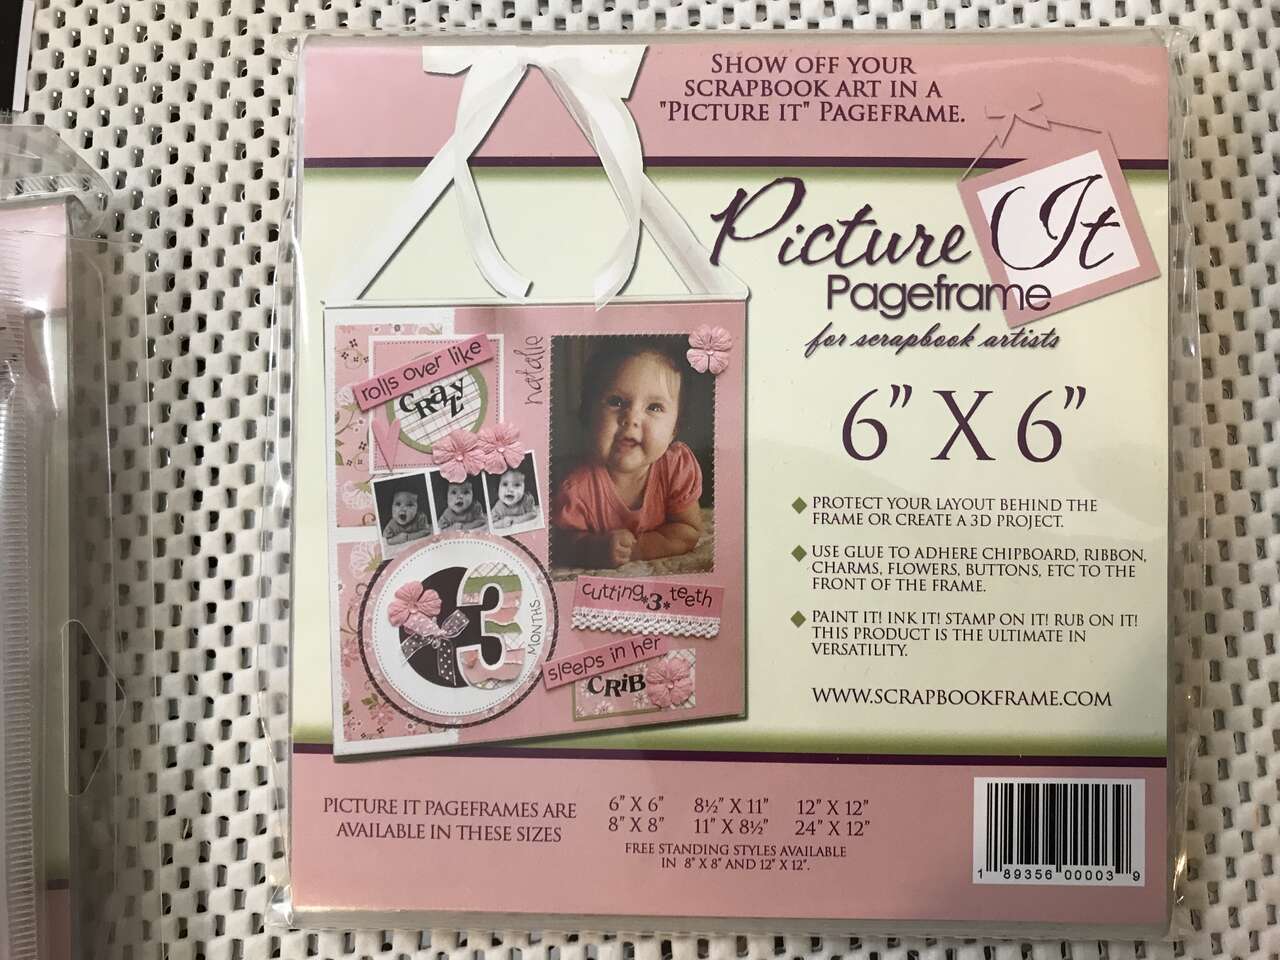 SHOW OFF YOUR
SCRAPBOOK ART IN A
"PICTURE IT" PAGEFRAME.
Picture It
Pageframe
for scrapbook artists
6" X 6"
PROTECT YOUR LAYOUT BEHIND THE
FRAME OR CREATE A 3D PROJECT.
USE GLUE TO ADHERE CHIPBOARD, RIBBON,
CHARMS, FLOWERS, BUTTONS, ETC TO THE
FRONT OF THE FRAME.
PAINT IT! INK IT! STAMP ON IT! RUB ON IT!
THIS PRODUCT IS THE ULTIMATE IN
VERSATILITY.
WWW.SCRAPBOOKFRAME.COM
rolls over like
CRAZY
natalie
3
MONTHS
cutting *3* teeth
sleeps in her
CRiB
PICTURE IT PAGEFRAMES ARE
AVAILABLE IN THESE SIZES
6" X 6" 8½" X 11" 12" X 12"
8" X 8" 11" X 8½" 24" X 12"
FREE STANDING STYLES AVAILABLE
IN 8" X 8" AND 12" X 12".
1 89356 00003 9